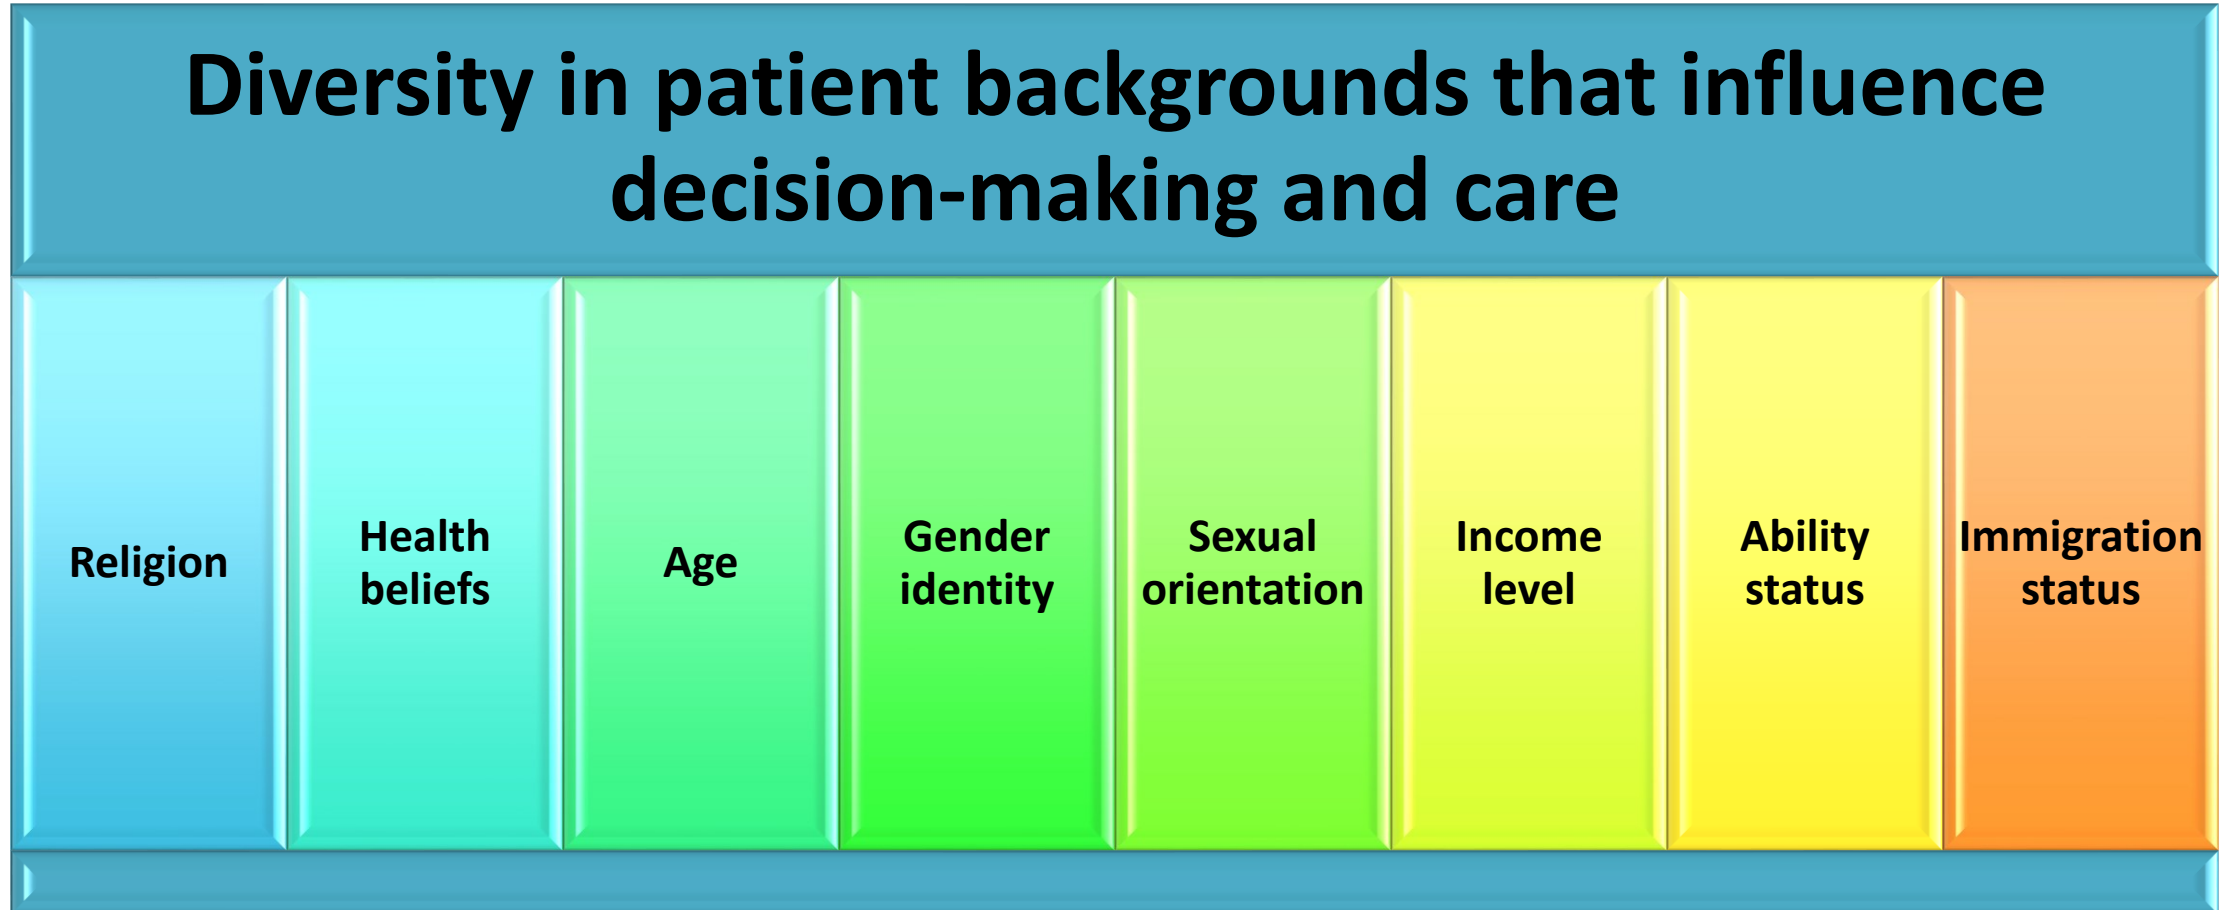 Diversity in patient backgrounds that influence
decision-making and care
Religion
Health
beliefs
Age
Gender
identity
Sexual
orientation
Income
level
Ability
status
Immigration
status